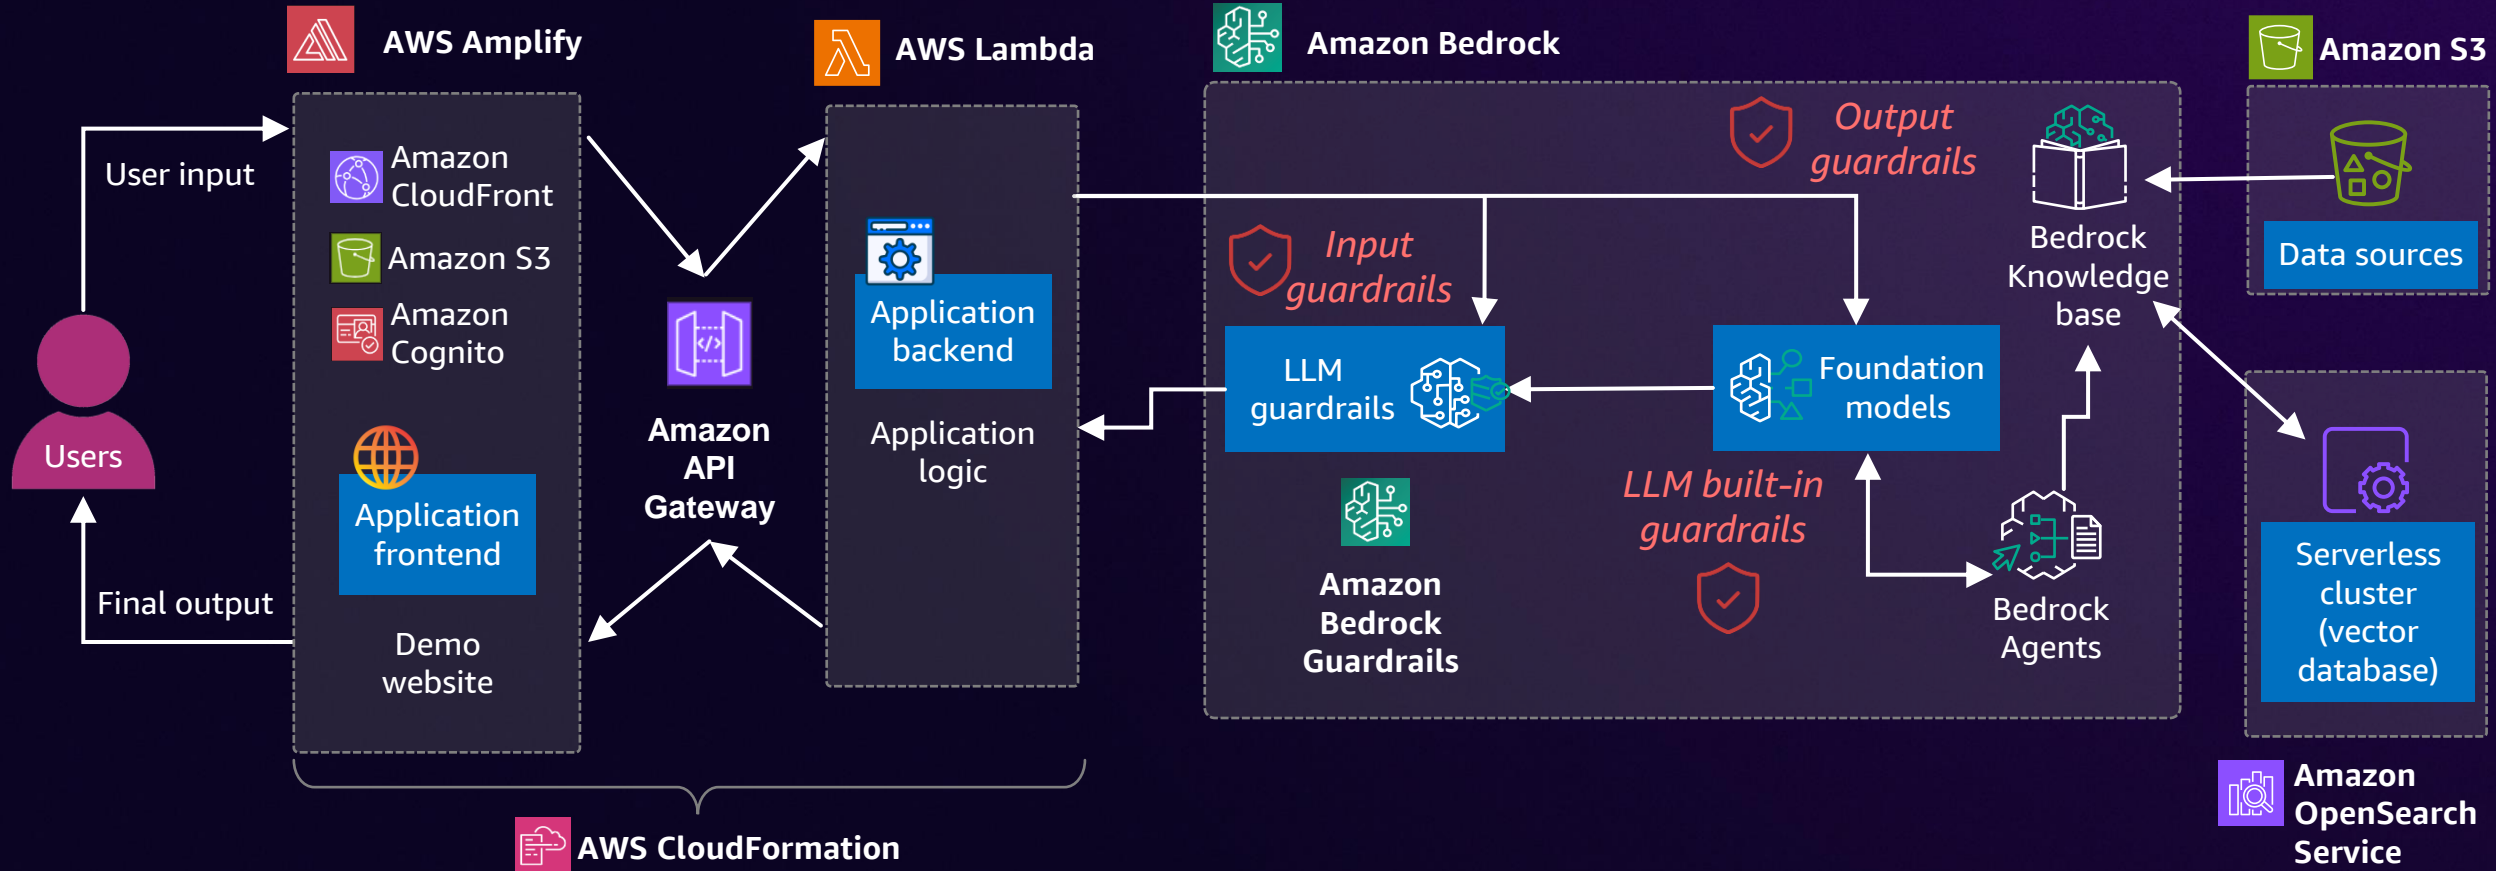 AWS Amplify
AWS Lambda
Amazon Bedrock
Amazon S3
User input
Amazon
CloudFront
Amazon S3
Amazon
Cognito
Application
frontend
Demo
website
Users
Final output
Amazon
API
Gateway
Application
backend
Application
logic
Input
guardrails
Output
guardrails
LLM
guardrails
Foundation
models
LLM built-in
guardrails
Amazon
Bedrock
Guardrails
Bedrock
Knowledge
base
Bedrock
Agents
Data sources
Serverless
cluster
(vector
database)
Amazon
OpenSearch
Service
AWS CloudFormation